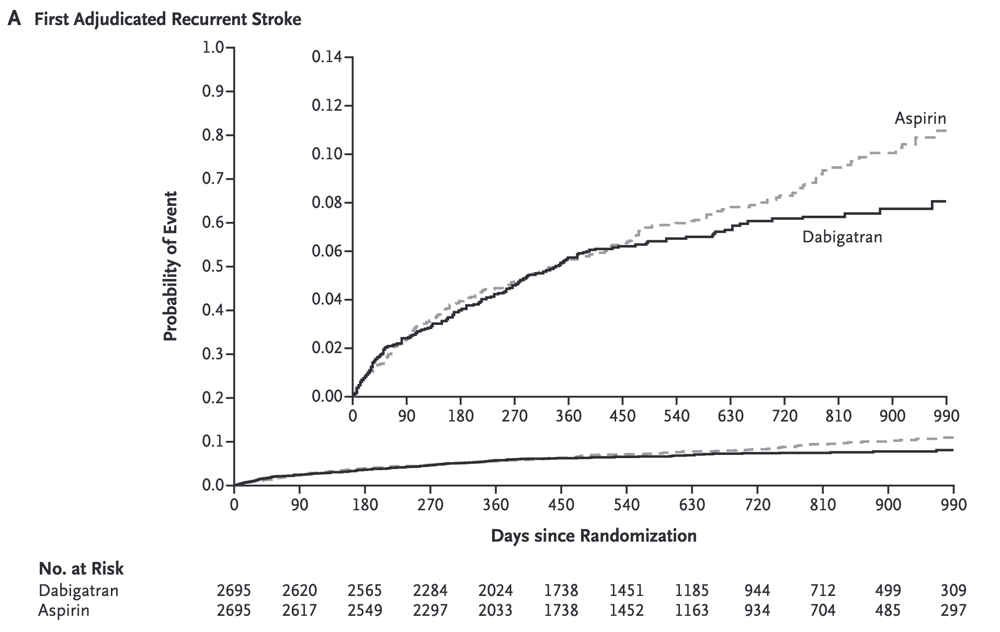 A First Adjudicated Recurrent Stroke
1.0
0.9
0.8
0.7
0.6
0.5
0.4
0.3
0.2
0.1
0.0
Probability of Event
0.14
0.12
0.10
0.08
0.06
0.04
0.02
0.00
Aspirin
Dabigatran
0 90 180 270 360 450 540 630 720 810 900 990
0 90 180 270 360 450 540 630 720 810 900 990
Days since Randomization
No. at Risk
Dabigatran 2695 2620 2565 2284 2024 1738 1451 1185 944 712 499 309
Aspirin 2695 2617 2549 2297 2033 1738 1452 1163 934 704 485 297